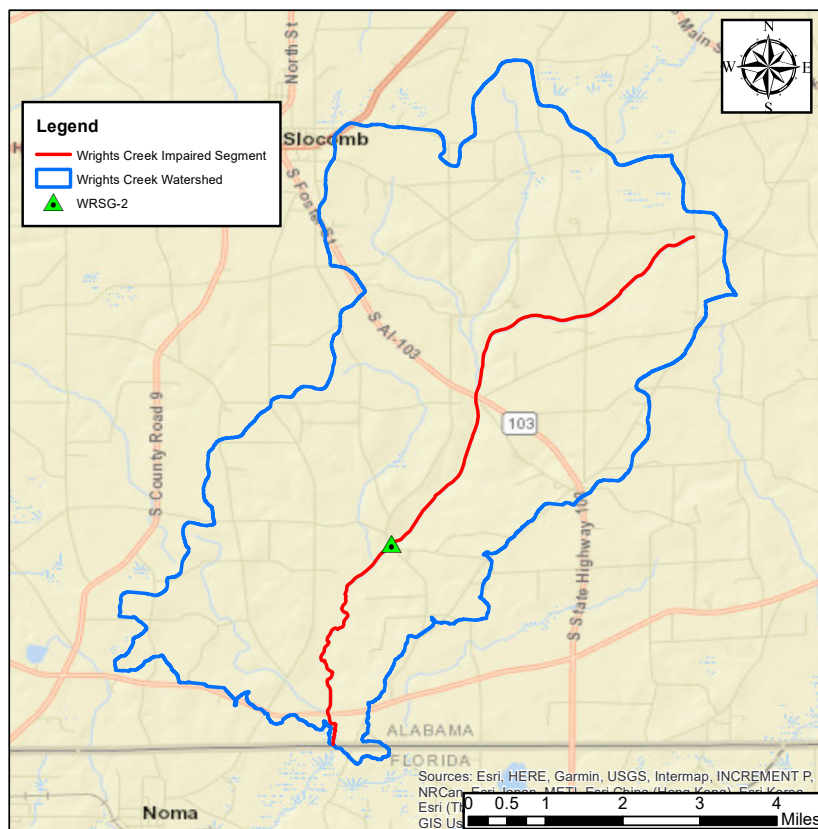 North St
S Main S
N
W E
S
Legend
Wrights Creek Impaired Segment
Wrights Creek Watershed
WRSG-2
H
Slocomb
S Foster St
S Al-103
103
S County Road 9
S State Highway 103
ALABAMA
FLORIDA
Sources: Esri, HERE, Garmin, USGS, Intermap, INCREMENT P,
NRCan, Esri Japan, METI, Esri China (Hong Kong), Esri Korea,
Esri (Th
GIS Us
Noma
0 0.5 1 2 3 4
Miles